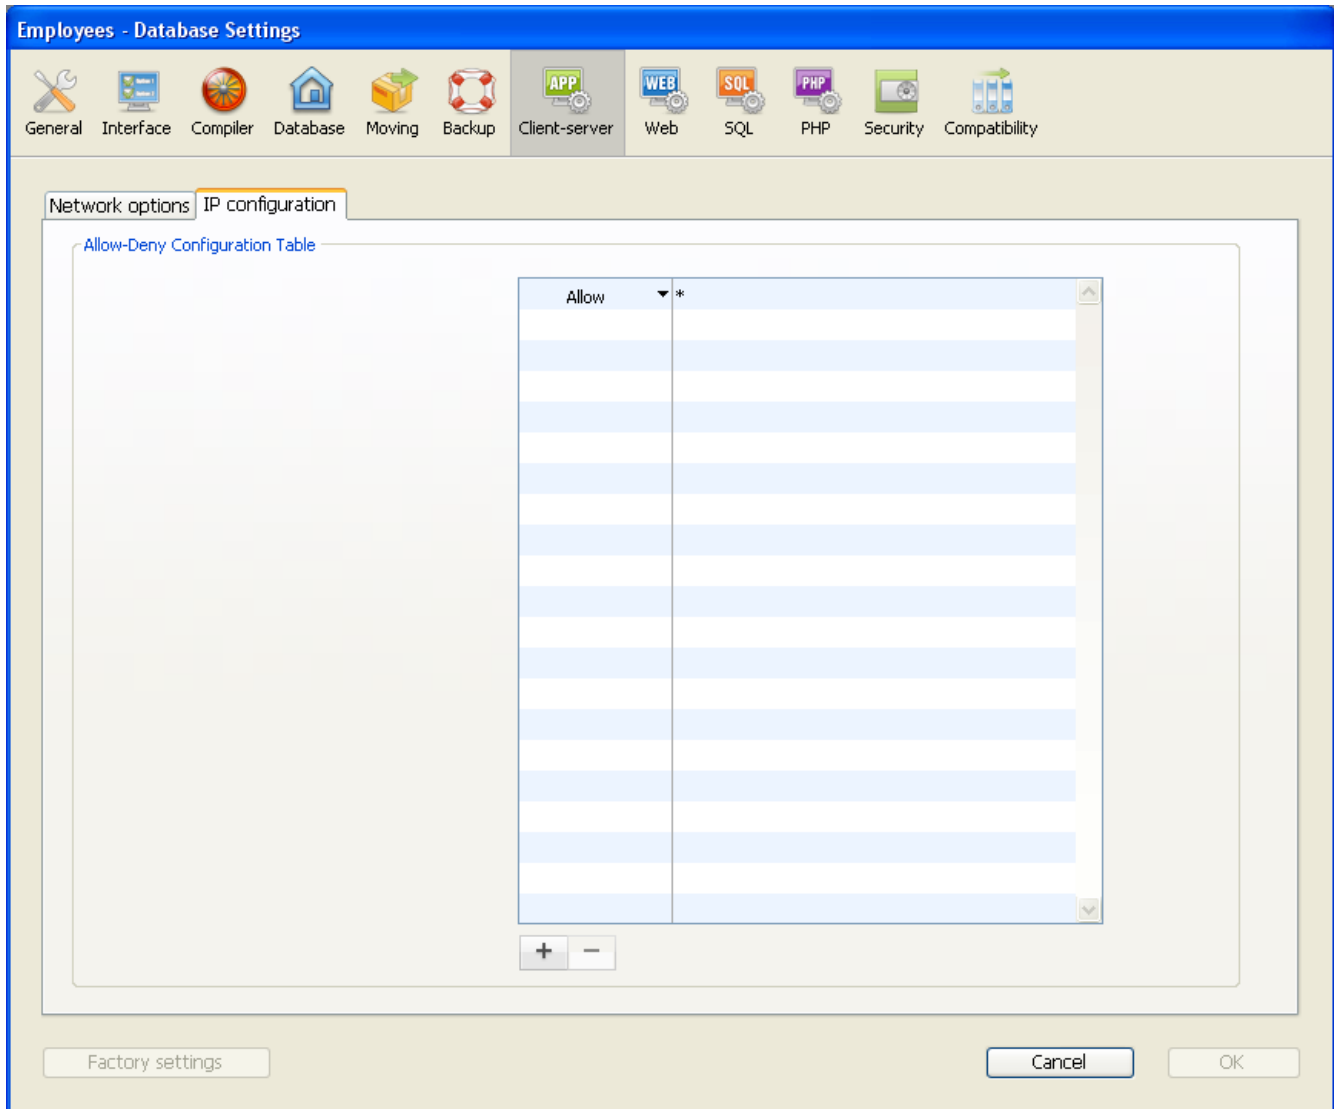 Employees - Database Settings
APP WEB SQL PHP
General Interface Compiler Database Moving Backup Client-server Web SQL PHP Security Compatibility
Network options IP configuration
Allow-Deny Configuration Table
Allow *
+ −
Factory settings Cancel OK